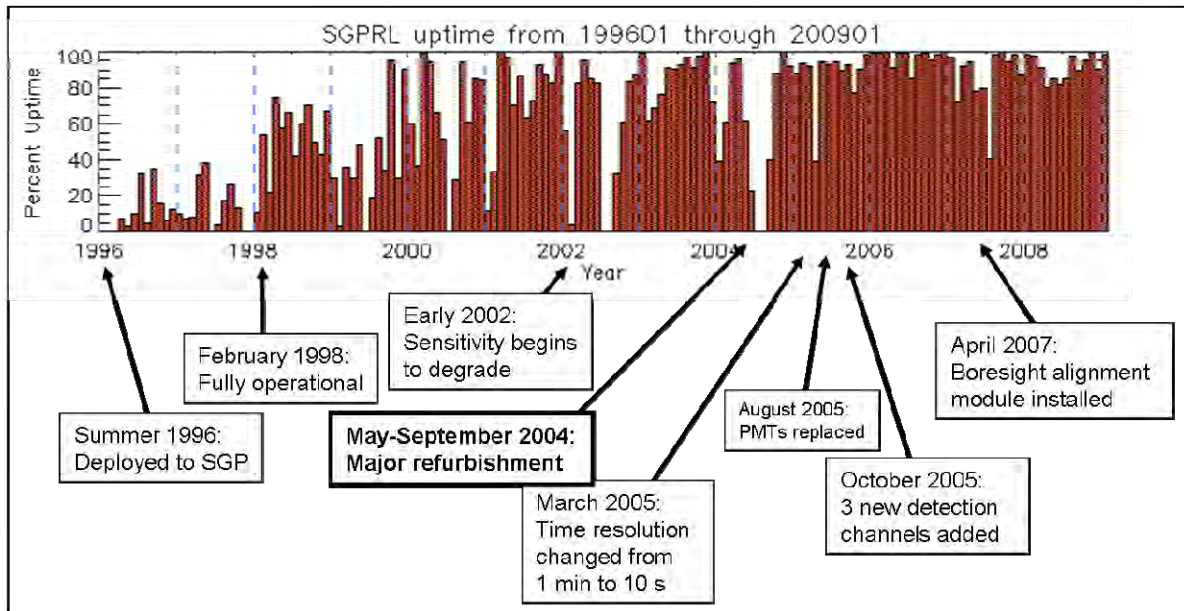 SGPRL uptime from 199601 through 200901
Percent Uptime
100
80
60
40
20
0
1996
1998
2000
2002
2004
2006
2008
Year
Summer 1996:
Deployed to SGP
February 1998:
Fully operational
Early 2002:
Sensitivity begins
to degrade
May-September 2004:
Major refurbishment
March 2005:
Time resolution
changed from
1 min to 10 s
August 2005:
PMTs replaced
October 2005:
3 new detection
channels added
April 2007:
Boresight alignment
module installed